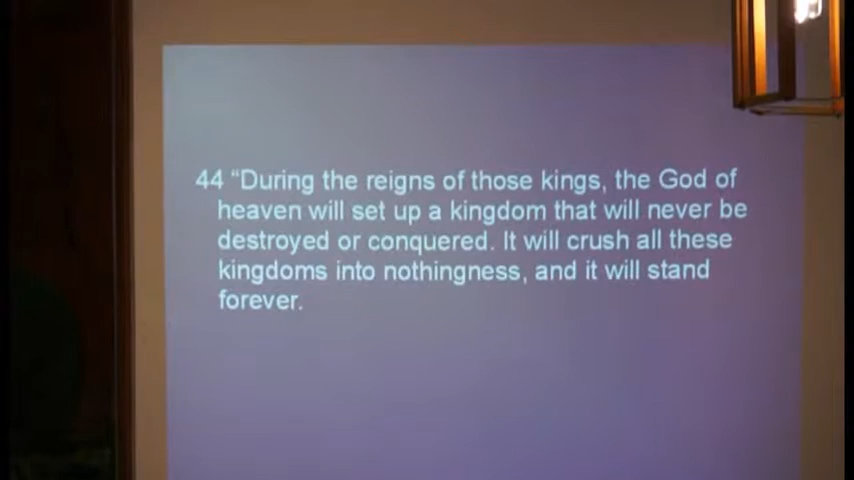 44 “During the reigns of those kings, the God of
heaven will set up a kingdom that will never be
destroyed or conquered. It will crush all these
kingdoms into nothingness, and it will stand
forever.